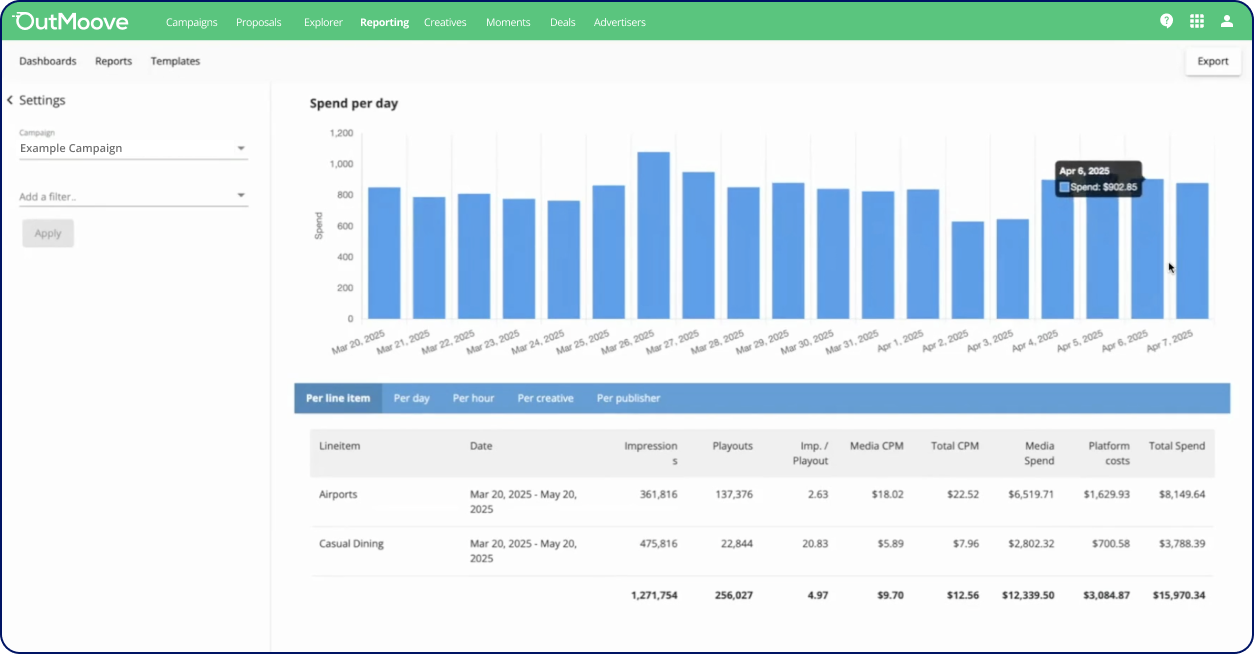 OutMoove
Campaigns Proposals Explorer Reporting Creatives Moments Deals Advertisers
Dashboards Reports Templates
Export
Settings
Campaign
Example Campaign
Add a filter..
Apply
Spend per day
Spend
1,200
1,000
800
600
400
200
0
Apr 6, 2025
Spend: $902.85
Mar 20, 2025 Mar 21, 2025 Mar 22, 2025 Mar 23, 2025 Mar 24, 2025 Mar 25, 2025 Mar 26, 2025 Mar 27, 2025 Mar 28, 2025 Mar 29, 2025 Mar 30, 2025 Mar 31, 2025 Apr 1, 2025 Apr 2, 2025 Apr 3, 2025 Apr 4, 2025 Apr 5, 2025 Apr 6, 2025 Apr 7, 2025
Per line item Per day Per hour Per creative Per publisher
Lineitem Date Impression Playouts Imp. / Media CPM Total CPM Media Platform Total Spend
s Playout Spend costs
Airports Mar 20, 2025 - May 20, 361,816 137,376 2.63 $18.02 $22.52 $6,519.71 $1,629.93 $8,149.64
2025
Casual Dining Mar 20, 2025 - May 20, 475,816 22,844 20.83 $5.89 $7.96 $2,802.32 $700.58 $3,788.39
2025
1,271,754 256,027 4.97 $9.70 $12.56 $12,339.50 $3,084.87 $15,970.34